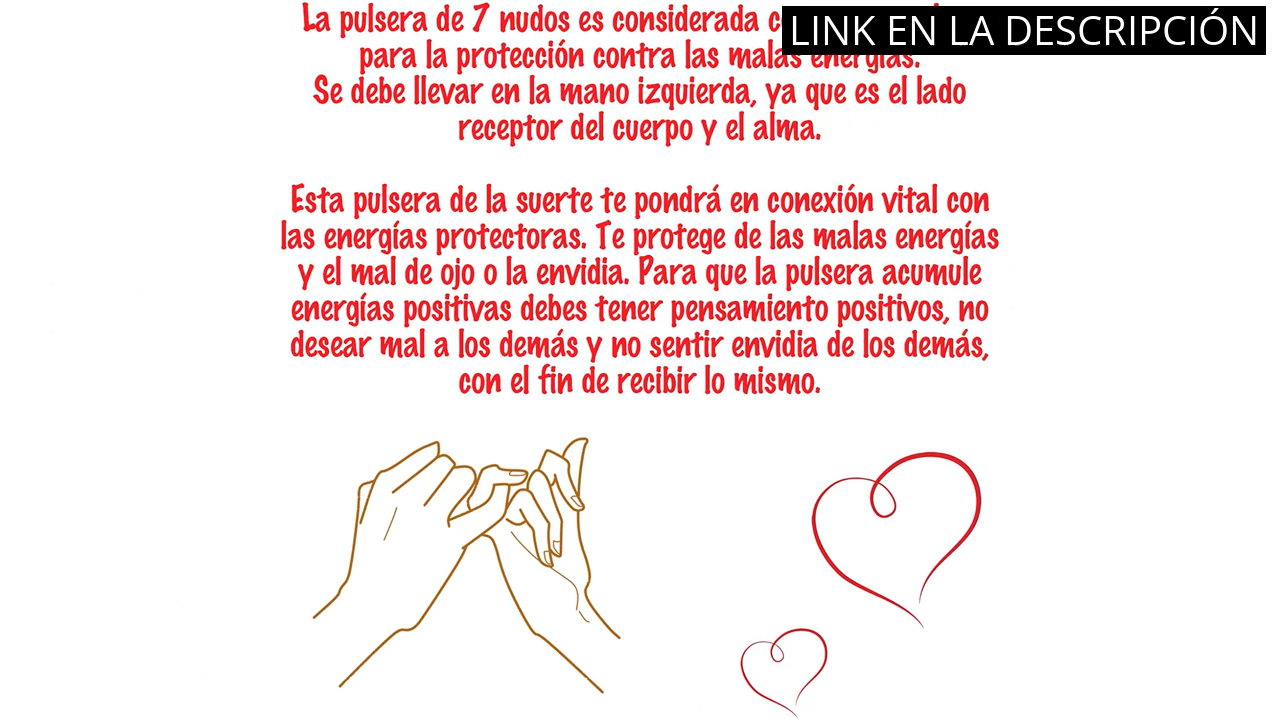 La pulsera de 7 nudos es considerada
LINK EN LA DESCRIPCIÓN
para la protección contra las malas energías.
Se debe llevar en la mano izquierda, ya que es el lado
receptor del cuerpo y el alma.
Esta pulsera de la suerte te pondrá en conexión vital con
las energías protectoras. Te protege de las malas energías
y el mal de ojo o la envidia. Para que la pulsera acumule
energías positivas debes tener pensamiento positivos, no
desear mal a los demás y no sentir envidia de los demás,
con el fin de recibir lo mismo.